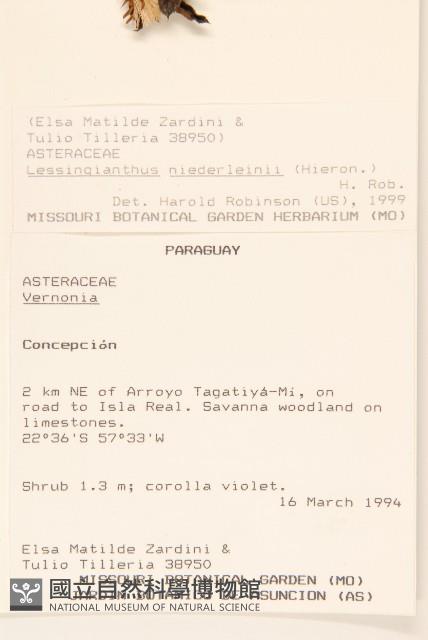 (Elsa Matilde Zardini &
Tulio Tilleria 38950)
ASTERACEAE
Lessingianthus niederleinii (Hieron.)
H. Rob.
Det. Harold Robinson (US), 1999
MISSOURI BOTANICAL GARDEN HERBARIUM (MO)
PARAGUAY
ASTERACEAE
Vernonia
Concepción
2 km NE of Arroyo Tagatiyá-Mí, on
road to Isla Real. Savanna woodland on
limestones.
22°36'S 57°33'W
Shrub 1.3 m; corolla violet.
16 March 1994
Elsa Matilde Zardini &
Tulio Tilleria 38950
MISSOURI BOTANICAL GARDEN (MO)
JARDIN BOTANICO DE ASUNCION (AS)
國立自然科學博物館
NATIONAL MUSEUM OF NATURAL SCIENCE